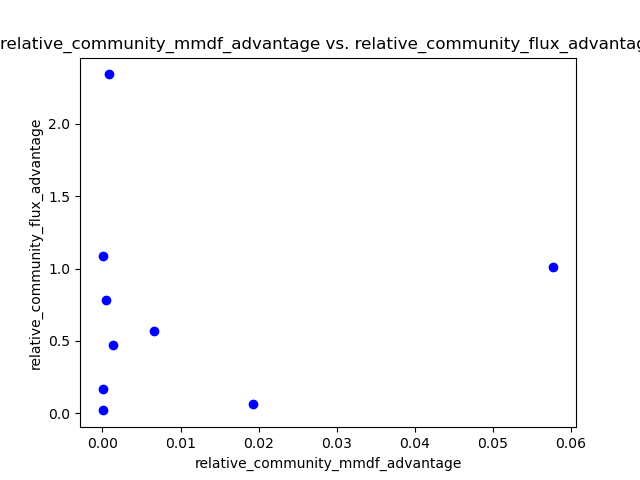 relative_community_mmdf_advantage vs. relative_community_flux_advantag
2.0
1.5
1.0
0.5
0.0
relative_community_flux_advantage
0.00 0.01 0.02 0.03 0.04 0.05 0.06
relative_community_mmdf_advantage